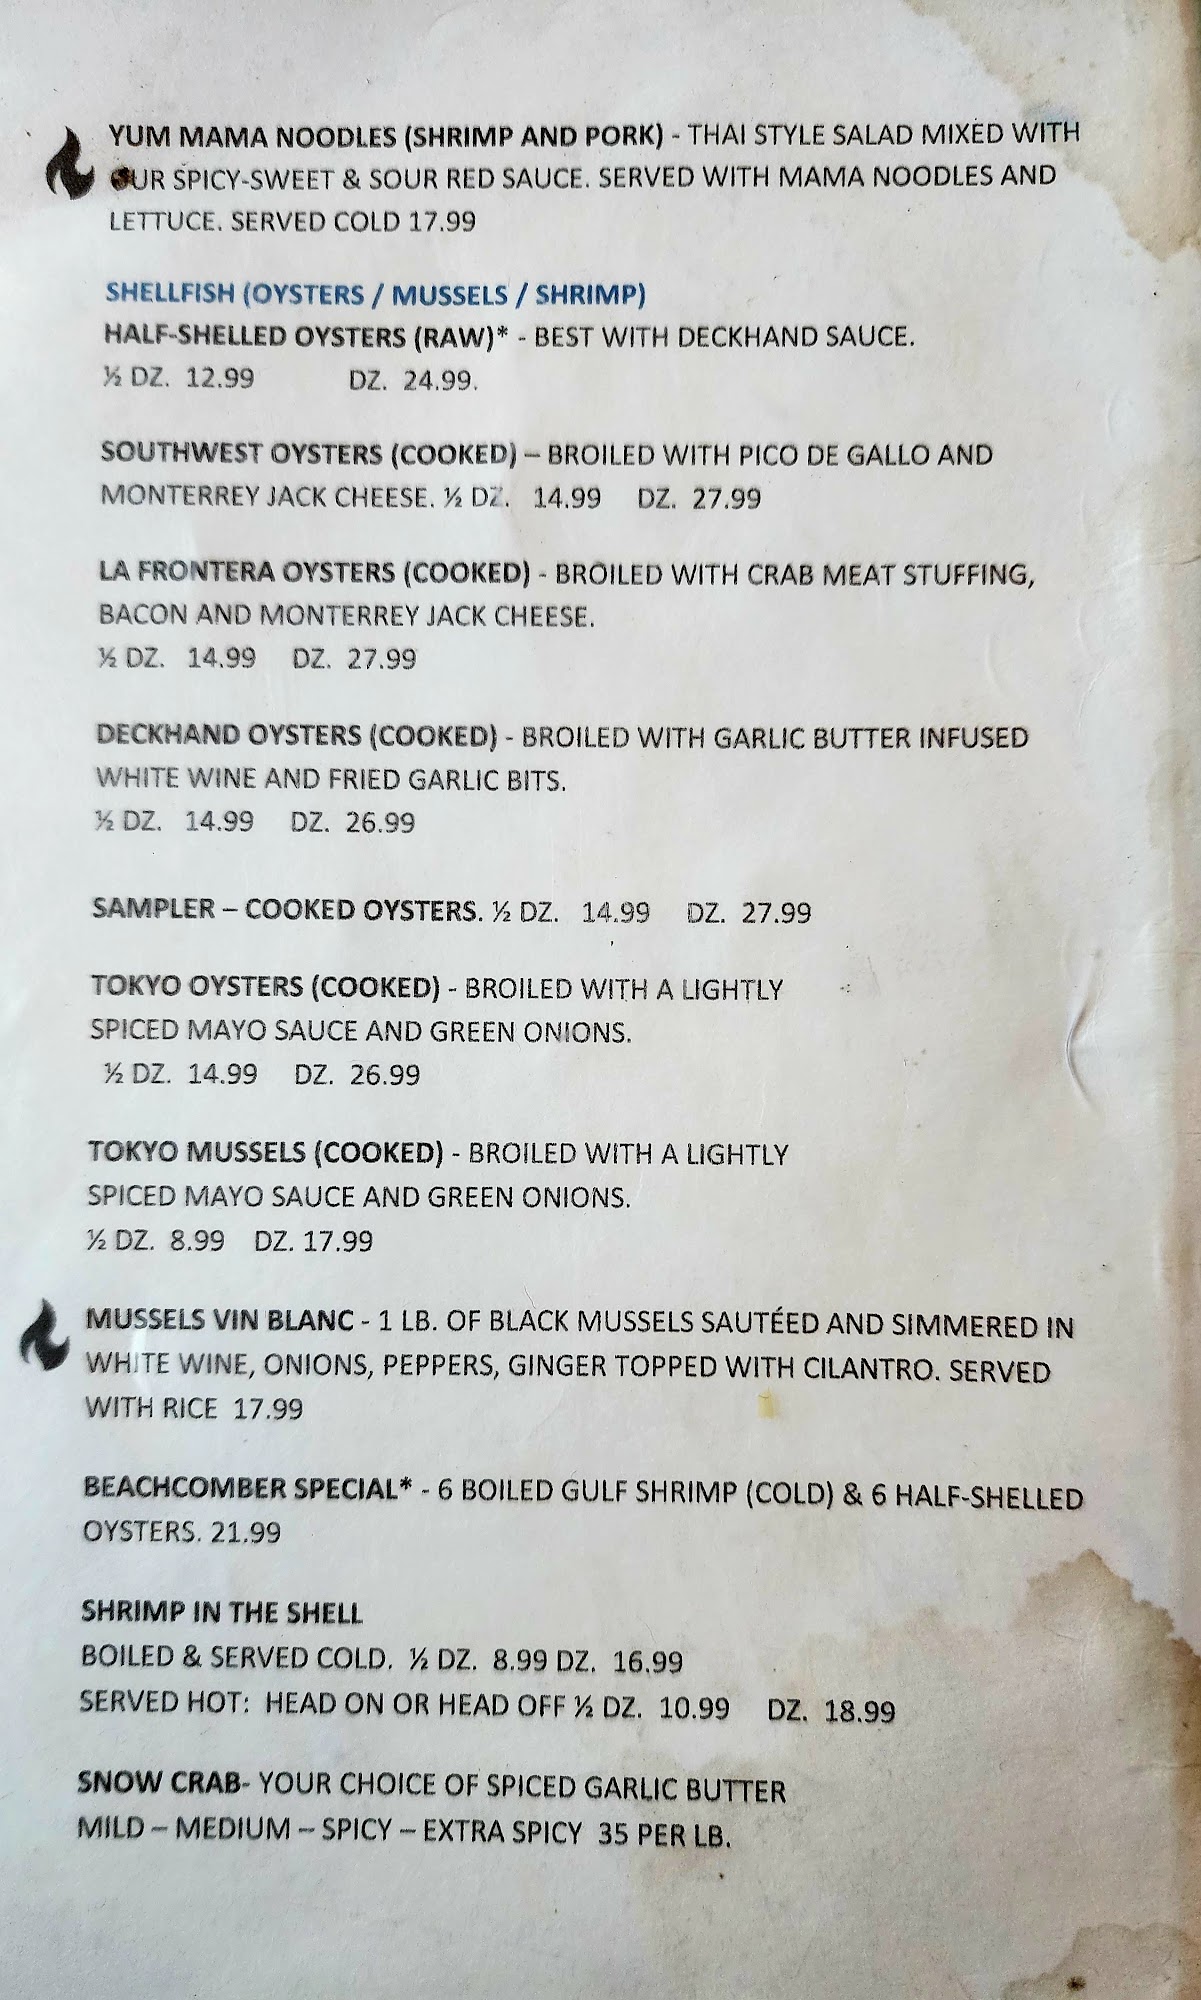 YUM MAMA NOODLES (SHRIMP AND PORK) - THAI STYLE SALAD MIXED WITH
OUR SPICY-SWEET & SOUR RED SAUCE. SERVED WITH MAMA NOODLES AND
LETTUCE. SERVED COLD 17.99
SHELLFISH (OYSTERS / MUSSELS / SHRIMP)
HALF-SHELLED OYSTERS (RAW)* - BEST WITH DECKHAND SAUCE.
½ DZ. 12.99 DZ. 24.99.
SOUTHWEST OYSTERS (COOKED) – BROILED WITH PICO DE GALLO AND
MONTERREY JACK CHEESE. ½ DZ. 14.99 DZ. 27.99
LA FRONTERA OYSTERS (COOKED) - BROILED WITH CRAB MEAT STUFFING,
BACON AND MONTERREY JACK CHEESE.
½ DZ. 14.99 DZ. 27.99
DECKHAND OYSTERS (COOKED) - BROILED WITH GARLIC BUTTER INFUSED
WHITE WINE AND FRIED GARLIC BITS.
½ DZ. 14.99 DZ. 26.99
SAMPLER – COOKED OYSTERS. ½ DZ. 14.99 DZ. 27.99
TOKYO OYSTERS (COOKED) - BROILED WITH A LIGHTLY
SPICED MAYO SAUCE AND GREEN ONIONS.
½ DZ. 14.99 DZ. 26.99
TOKYO MUSSELS (COOKED) - BROILED WITH A LIGHTLY
SPICED MAYO SAUCE AND GREEN ONIONS.
½ DZ. 8.99 DZ. 17.99
MUSSELS VIN BLANC - 1 LB. OF BLACK MUSSELS SAUTÉED AND SIMMERED IN
WHITE WINE, ONIONS, PEPPERS, GINGER TOPPED WITH CILANTRO. SERVED
WITH RICE 17.99
BEACHCOMBER SPECIAL* - 6 BOILED GULF SHRIMP (COLD) & 6 HALF-SHELLED
OYSTERS. 21.99
SHRIMP IN THE SHELL
BOILED & SERVED COLD. ½ DZ. 8.99 DZ. 16.99
SERVED HOT: HEAD ON OR HEAD OFF ½ DZ. 10.99 DZ. 18.99
SNOW CRAB- YOUR CHOICE OF SPICED GARLIC BUTTER
MILD – MEDIUM – SPICY – EXTRA SPICY 35 PER LB.